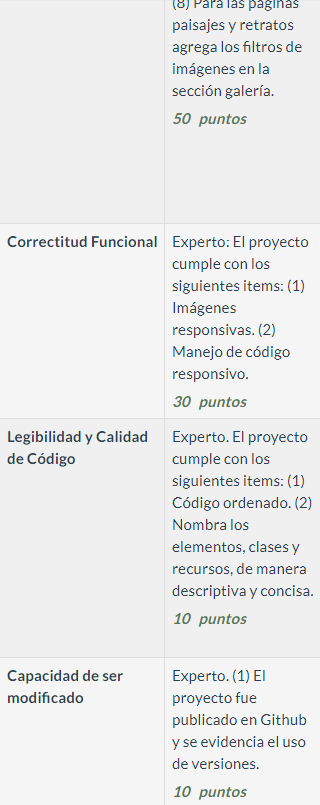 (8) Para las páginas
paisajes y retratos
agrega los filtros de
imágenes en la
sección galería.
50 puntos
Correctitud Funcional
Experto: El proyecto
cumple con los
siguientes items: (1)
Imágenes
responsivas. (2)
Manejo de código
responsivo.
30 puntos
Legibilidad y Calidad
de Código
Experto. El proyecto
cumple con los
siguientes items: (1)
Código ordenado. (2)
Nombra los
elementos, clases y
recursos, de manera
descriptiva y concisa.
10 puntos
Capacidad de ser
modificado
Experto. (1) El
proyecto fue
publicado en Github
y se evidencia el uso
de versiones.
10 puntos